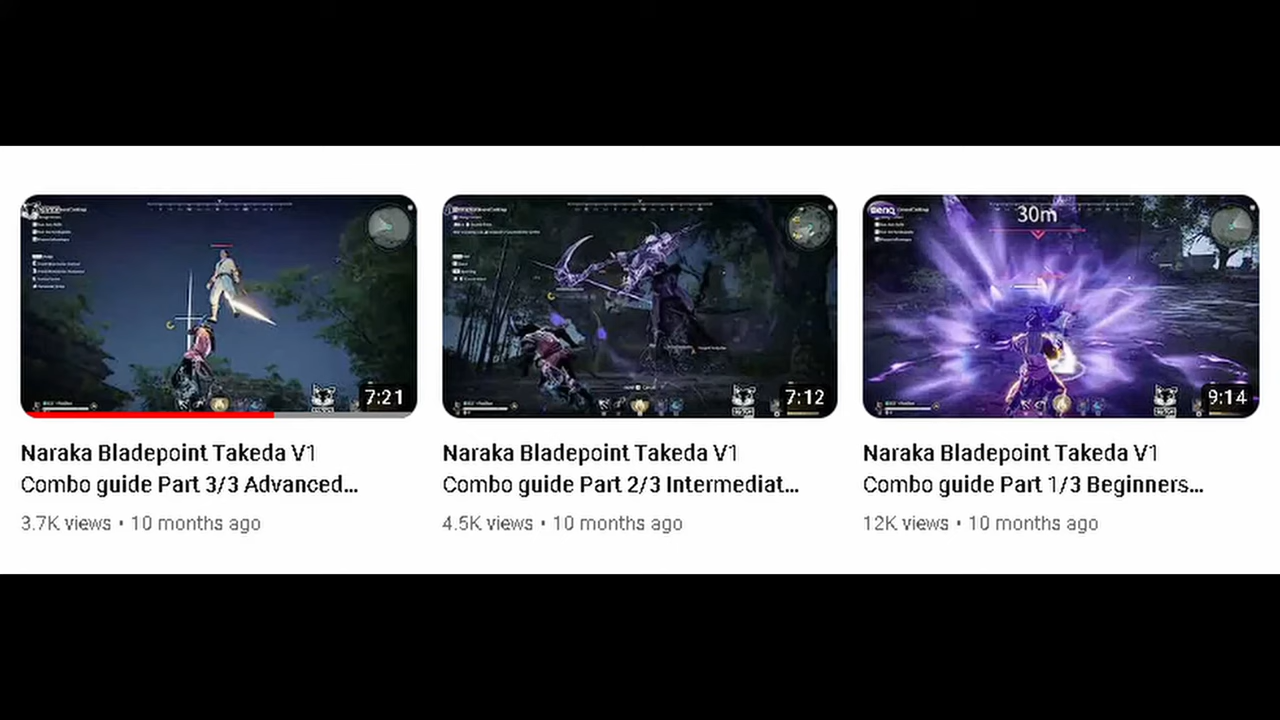 7:21
Naraka Bladepoint Takeda V1
Combo guide Part 3/3 Advanced...
3.7K views • 10 months ago
7:12
Naraka Bladepoint Takeda V1
Combo guide Part 2/3 Intermediat...
4.5K views • 10 months ago
30m
9:14
Naraka Bladepoint Takeda V1
Combo guide Part 1/3 Beginners...
12K views • 10 months ago